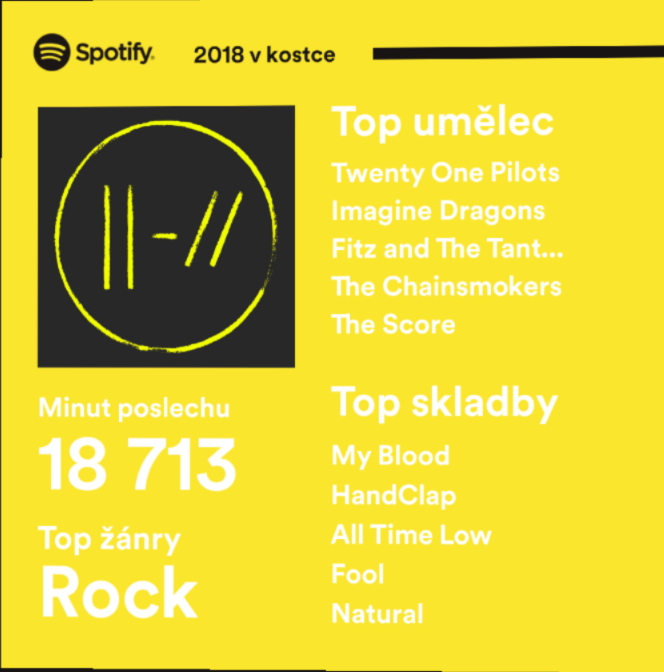 Spotify 2018 v kostce
Top umělec
Twenty One Pilots
Imagine Dragons
Fitz and The Tant...
The Chainsmokers
The Score
Minut poslechu
18 713
Top žánry
Rock
Top skladby
My Blood
HandClap
All Time Low
Fool
Natural